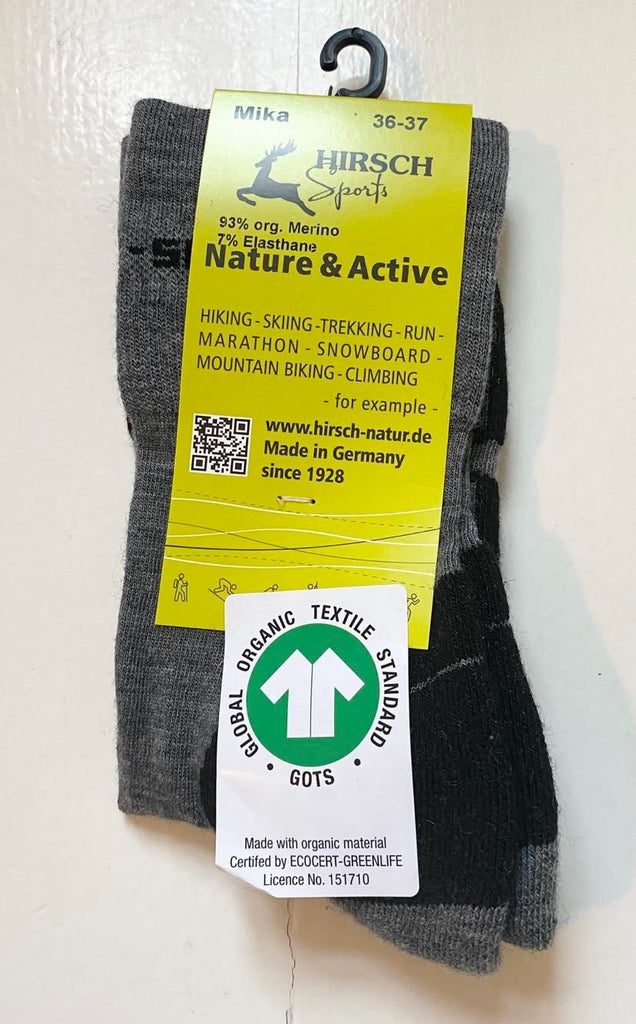 Mika 36-37
HIRSCH
Sports
93% org. Merino
7% Elasthane
Nature & Active
HIKING - SKIING - TREKKING - RUN -
MARATHON - SNOWBOARD -
MOUNTAIN BIKING - CLIMBING
- for example -
www.hirsch-natur.de
Made in Germany
since 1928
GLOBAL ORGANIC TEXTILE STANDARD
• GOTS •
Made with organic material
Certifed by ECOCERT-GREENLIFE
Licence No. 151710